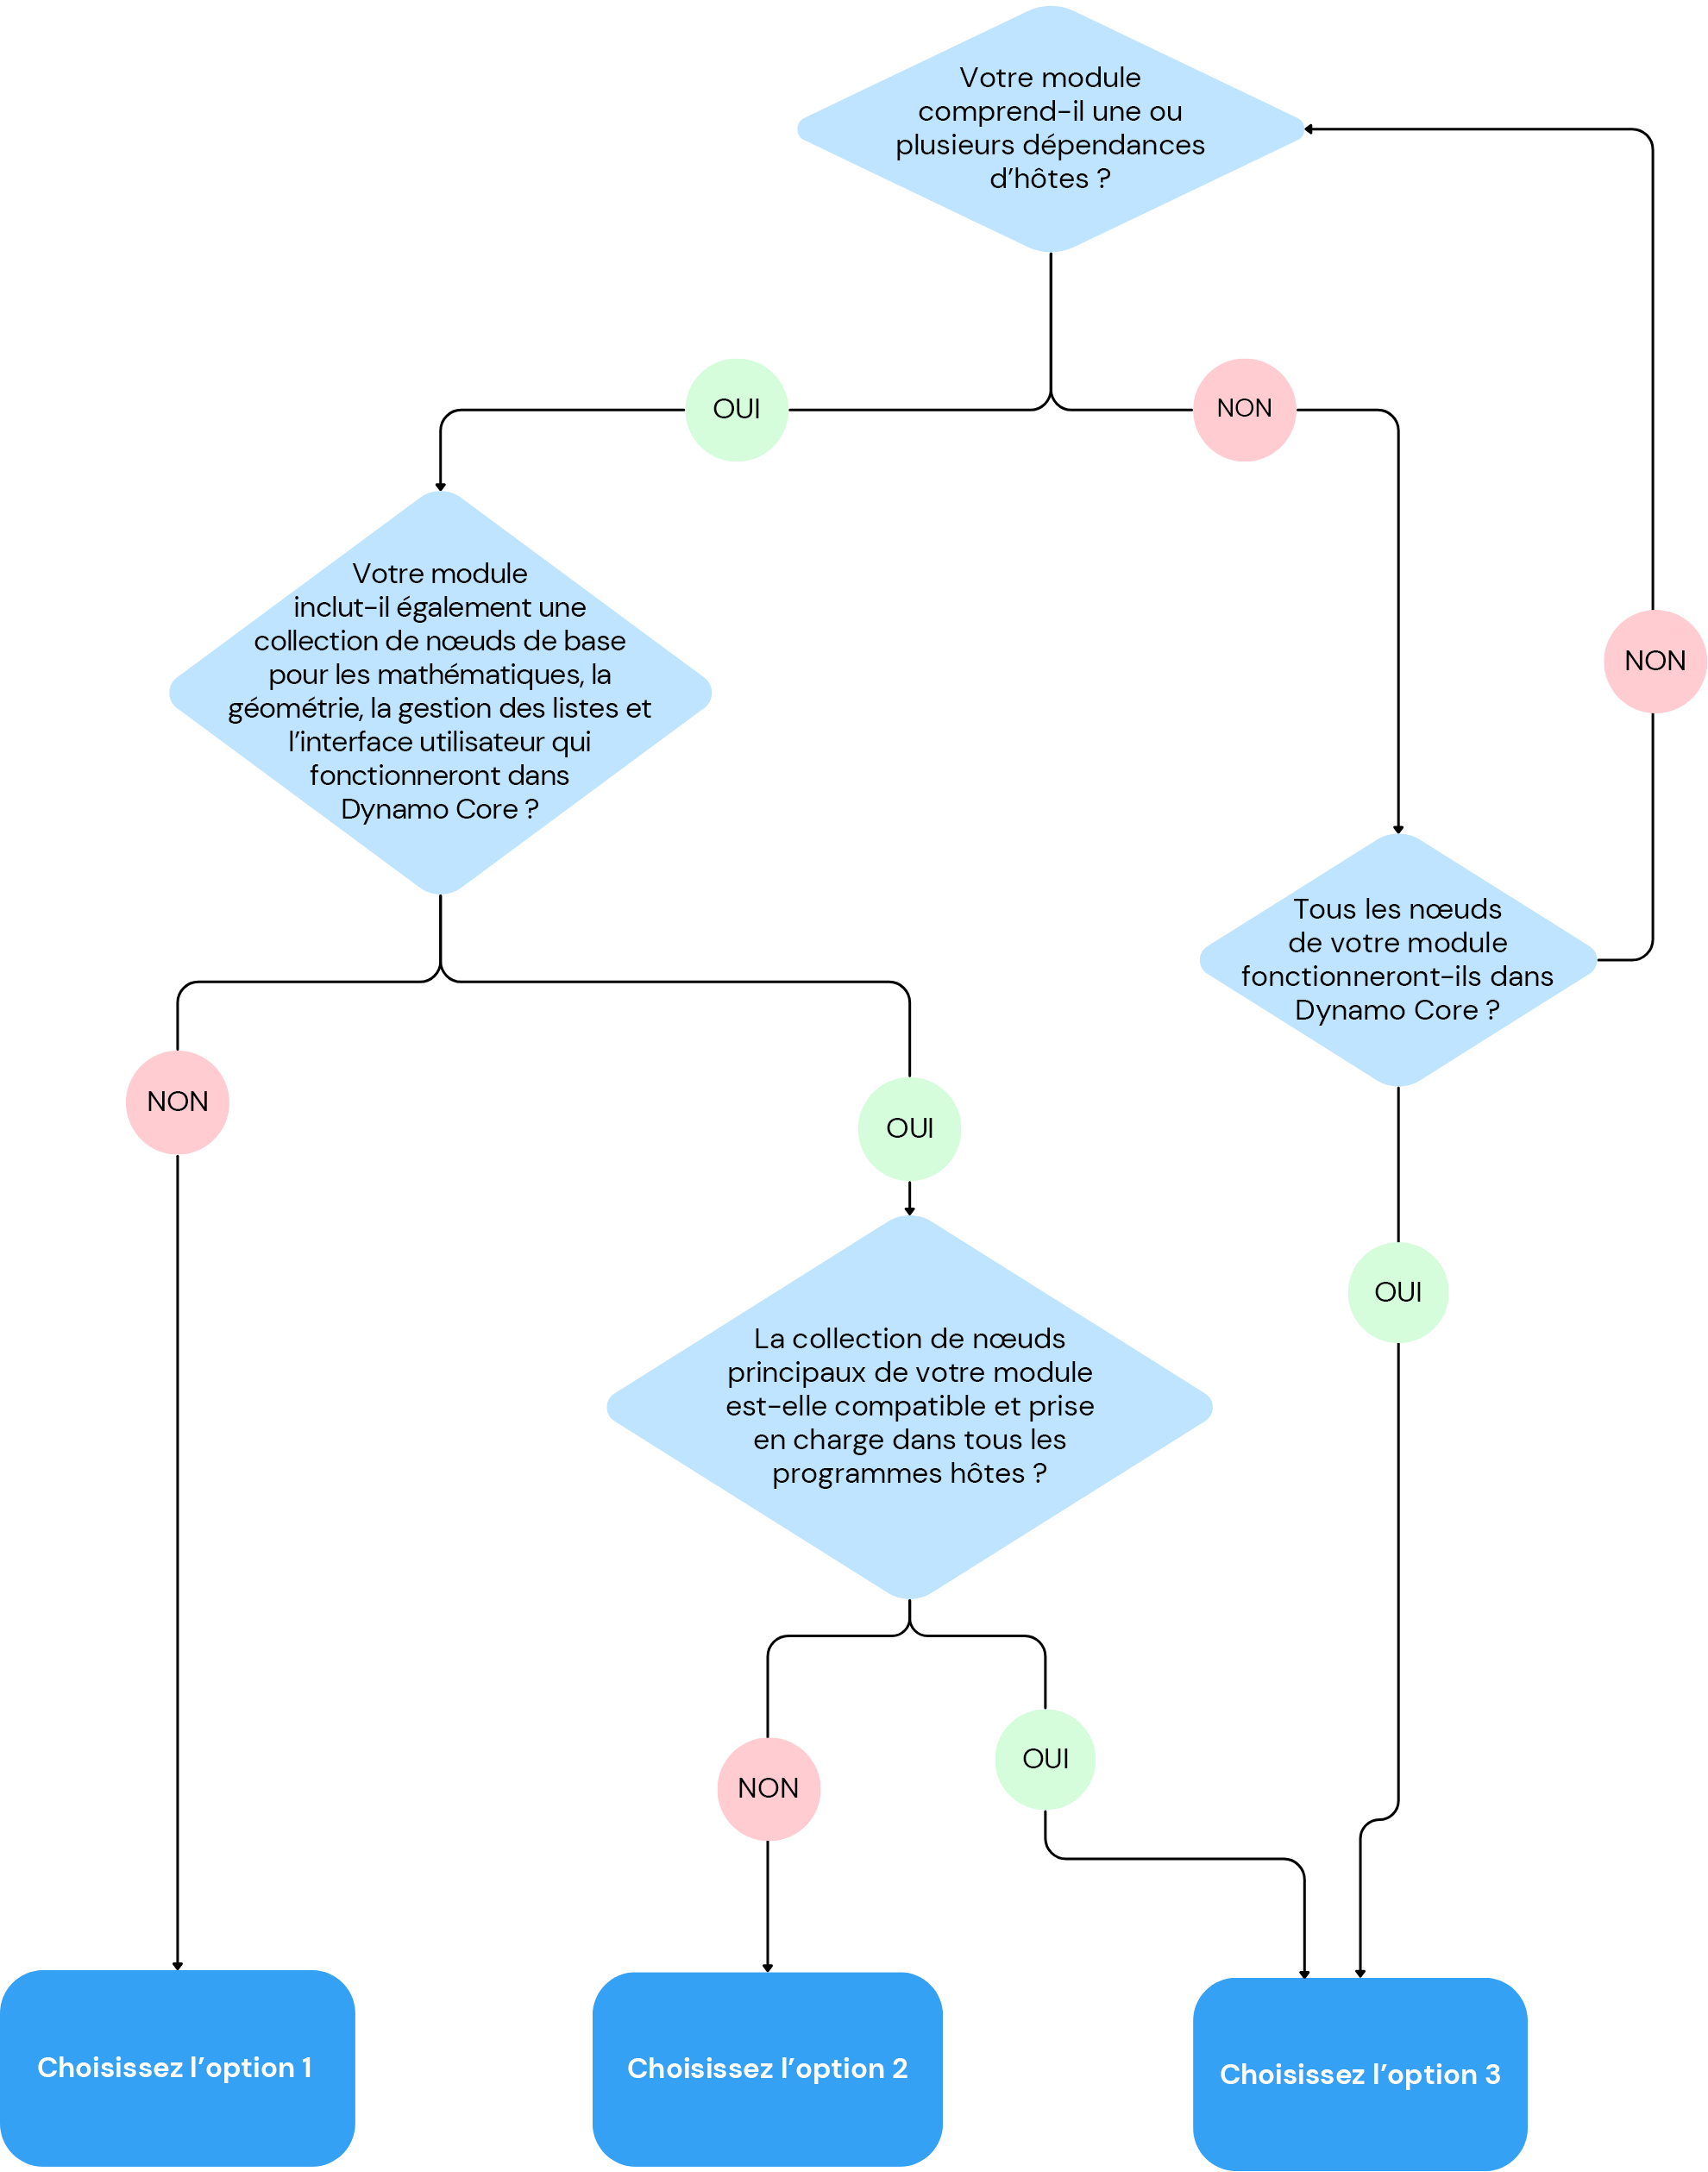 Votre module
comprend-il une ou
plusieurs dépendances
d’hôtes ?
OUI
NON
Votre module
inclut-il également une
collection de nœuds de base
pour les mathématiques, la
géométrie, la gestion des listes et
l’interface utilisateur qui
fonctionneront dans
Dynamo Core ?
NON
Tous les nœuds
de votre module
fonctionneront-ils dans
Dynamo Core ?
NON
OUI
OUI
La collection de nœuds
principaux de votre module
est-elle compatible et prise
en charge dans tous les
programmes hôtes ?
NON
OUI
Choisissez l’option 1
Choisissez l’option 2
Choisissez l’option 3